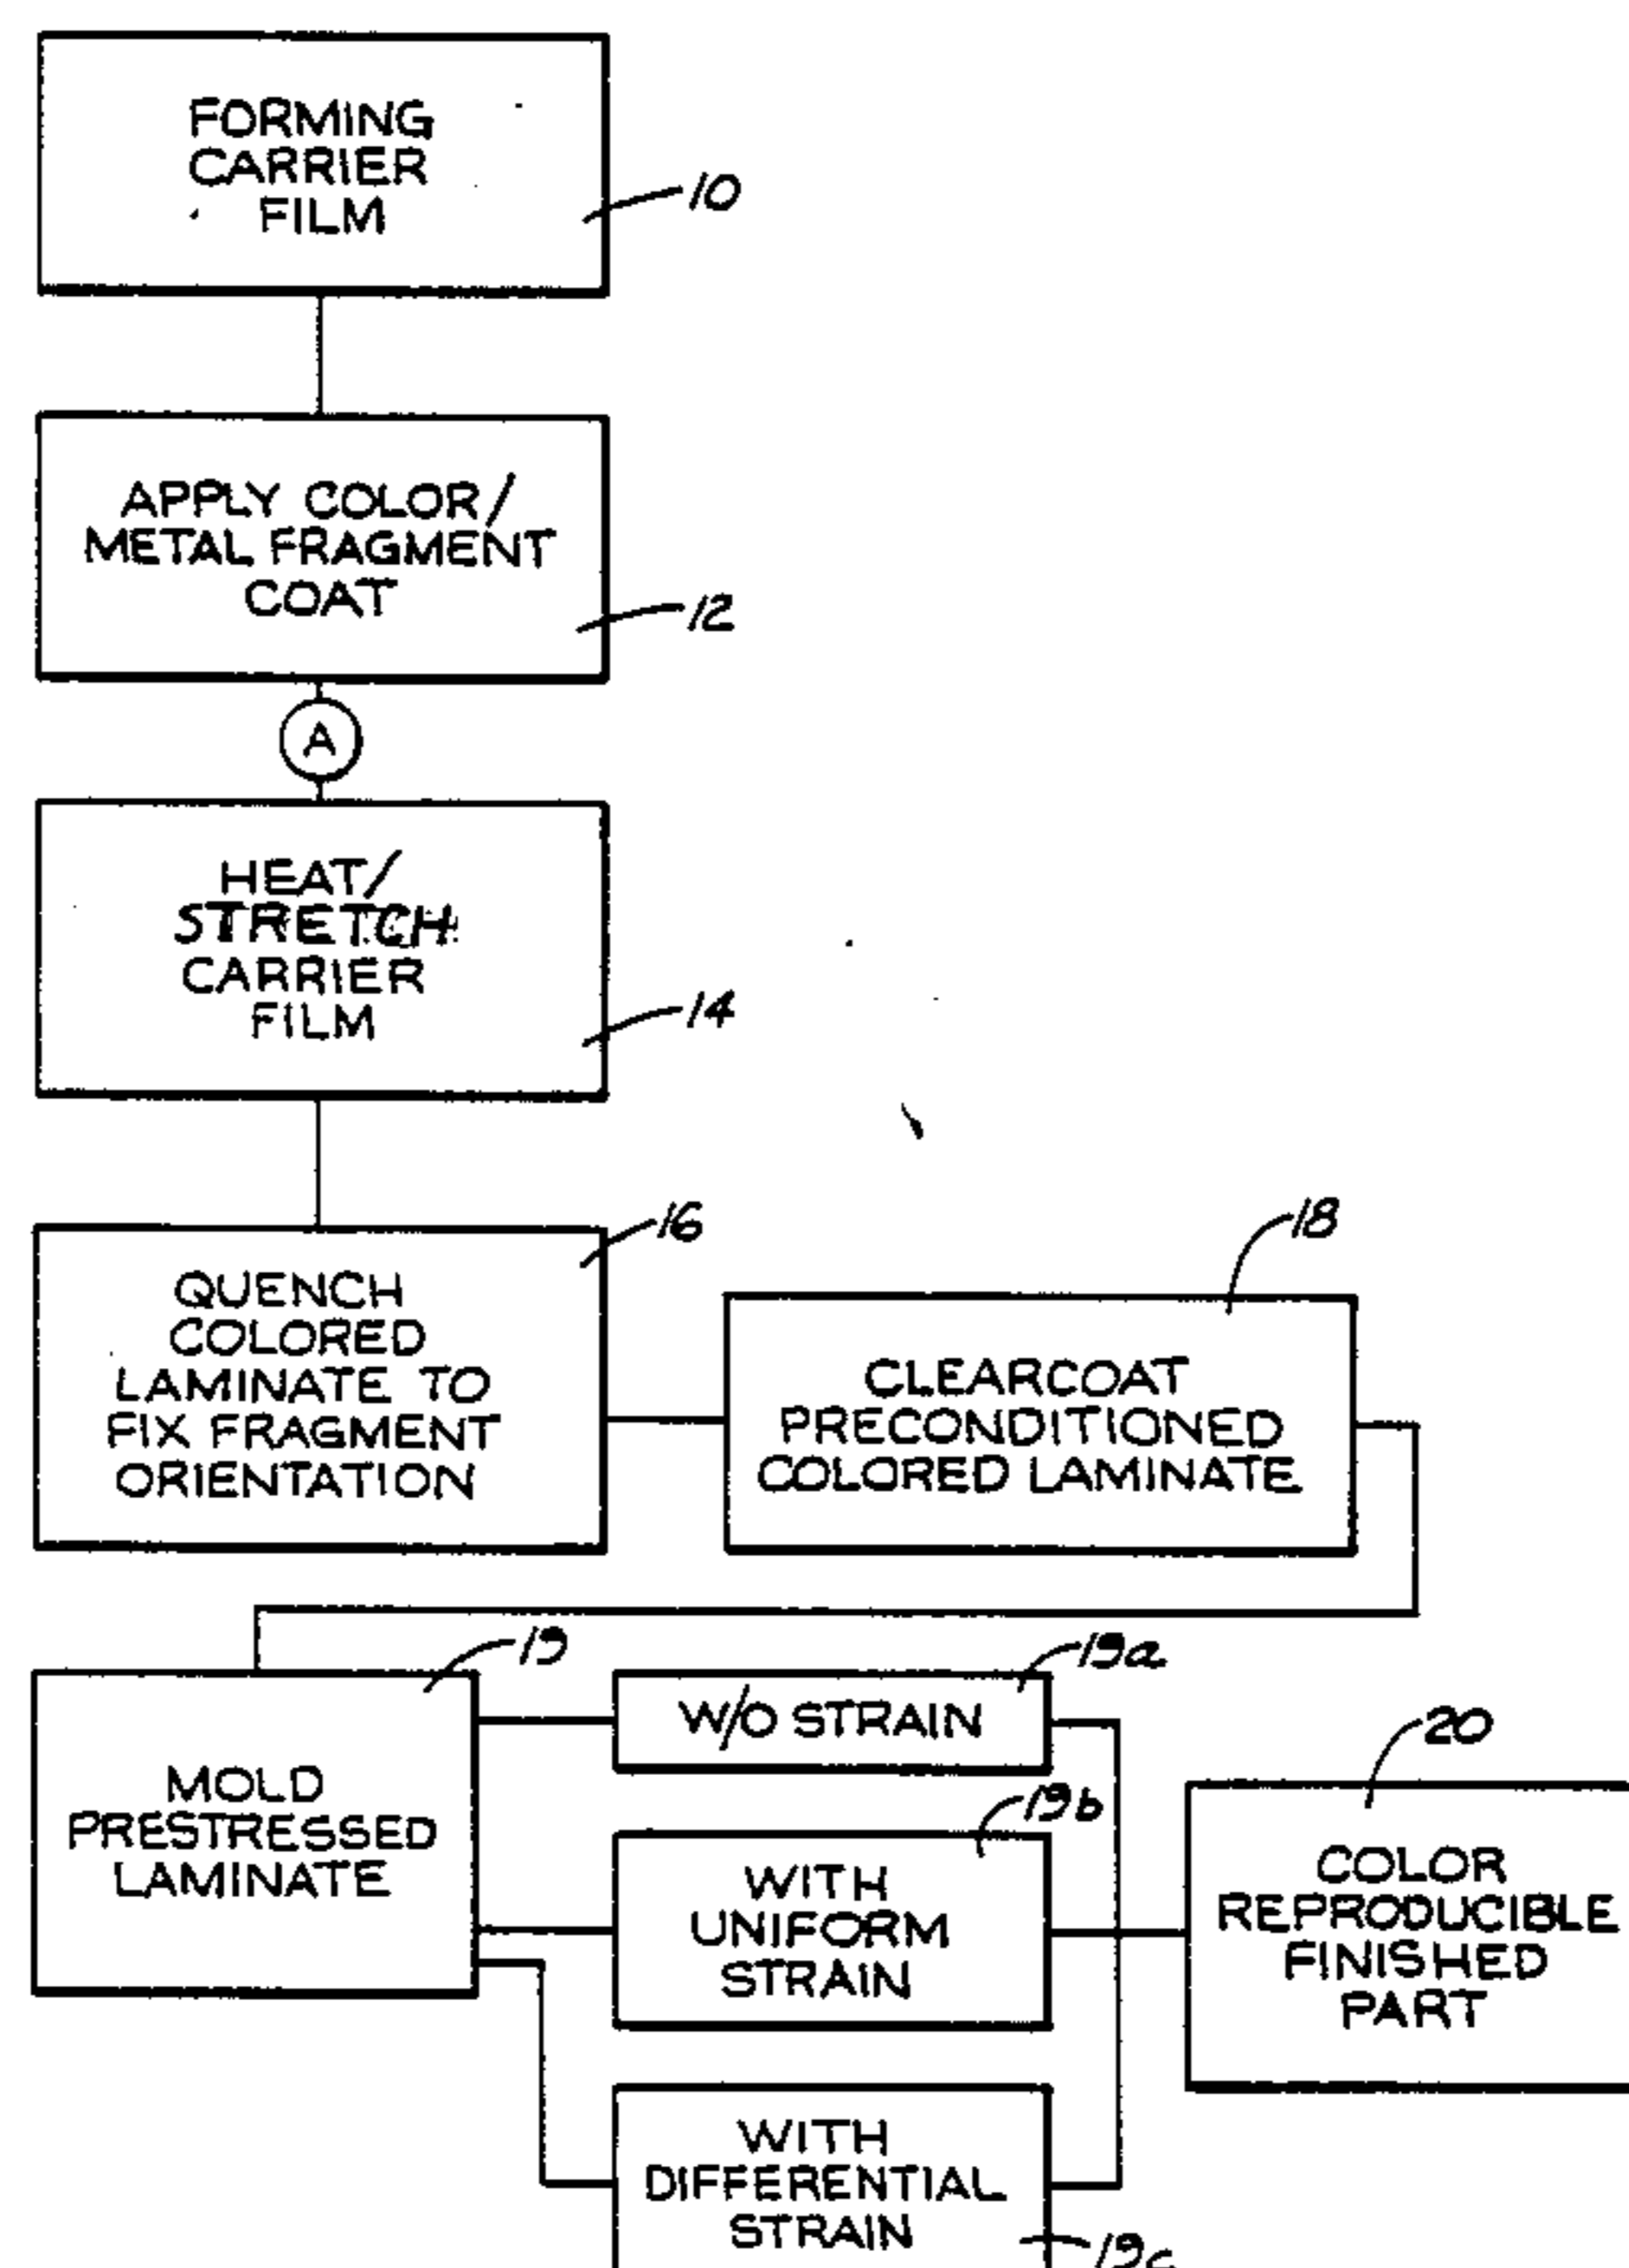 FORMING
CARRIER
FILM
10
APPLY COLOR/
METAL FRAGMENT
COAT
12
A
HEAT/
STRETCH
CARRIER
FILM
14
16
QUENCH
COLORED
LAMINATE TO
FIX FRAGMENT
ORIENTATION
18
CLEARCOAT
PRECONDITIONED
COLORED LAMINATE
19
MOLD
PRESTRESSED
LAMINATE
19a
W/O STRAIN
19b
WITH
UNIFORM
STRAIN
WITH
DIFFERENTIAL
STRAIN
19c
20
COLOR
REPRODUCIBLE
FINISHED
PART